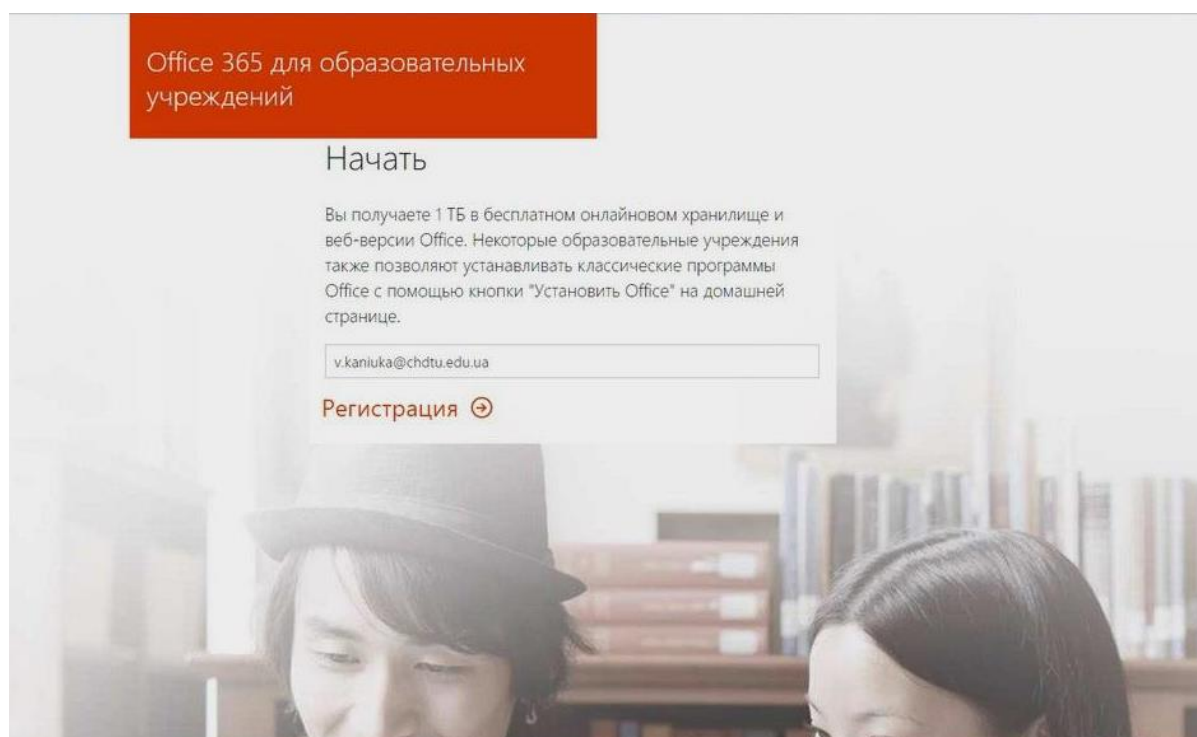 Office 365 для образовательных
учреждений
Начать
Вы получаете 1 ТБ в бесплатном онлайновом хранилище и
веб-версии Office. Некоторые образовательные учреждения
также позволяют устанавливать классические программы
Office с помощью кнопки "Установить Office" на домашней
странице.
v.kaniuka@chdtu.edu.ua
Регистрация